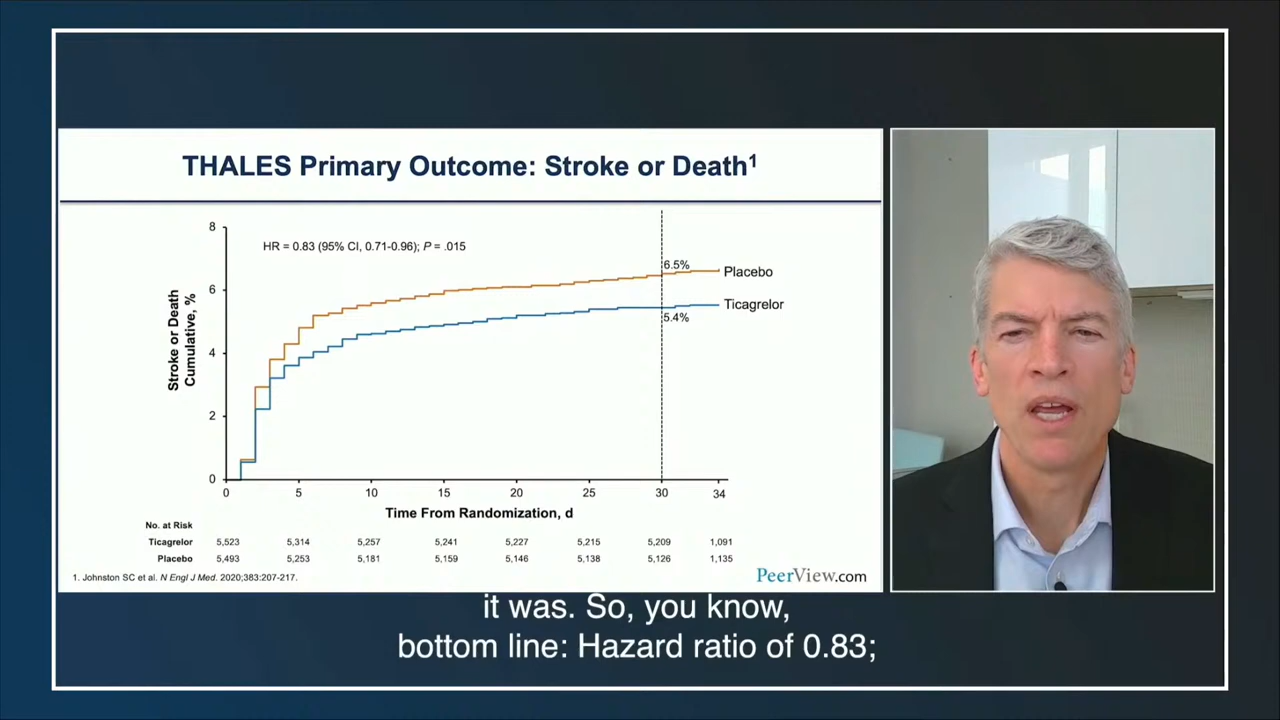 THALES Primary Outcome: Stroke or Death1
HR = 0.83 (95% CI, 0.71-0.96); P = .015
Stroke or Death
Cumulative, %
8
6
4
2
0
6.5%
Placebo
Ticagrelor
5.4%
0 5 10 15 20 25 30 34
Time From Randomization, d
No. at Risk
Ticagrelor 5,523 5,314 5,257 5,241 5,227 5,215 5,209 1,091
Placebo 5,493 5,253 5,181 5,159 5,146 5,138 5,126 1,135
1. Johnston SC et al. N Engl J Med. 2020;383:207-217.
PeerView.com
it was. So, you know,
bottom line: Hazard ratio of 0.83;